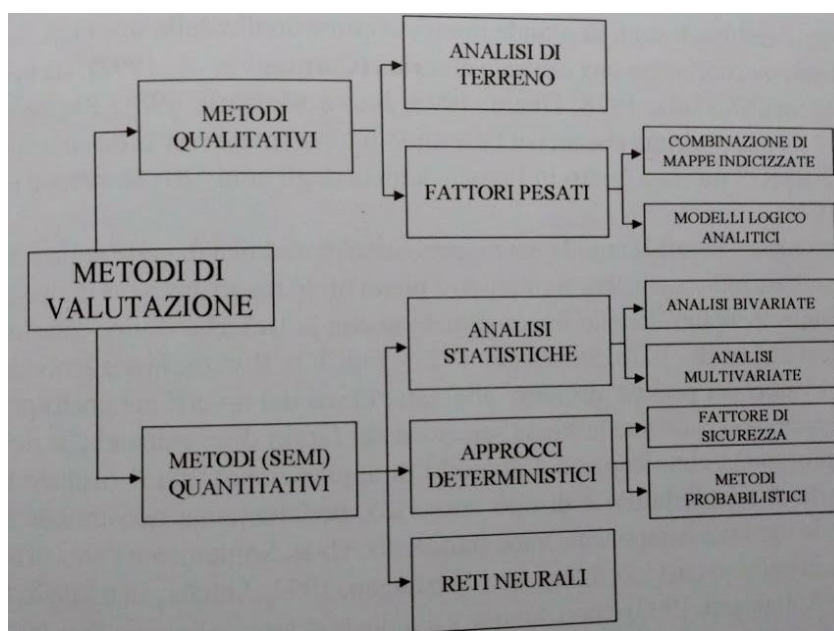 METODI DI
VALUTAZIONE
METODI
QUALITATIVI
ANALISI DI
TERRENO
FATTORI PESATI
COMBINAZIONE DI
MAPPE INDICIZZATE
MODELLI LOGICO
ANALITICI
METODI (SEMI)
QUANTITATIVI
ANALISI
STATISTICHE
ANALISI BIVARIATE
ANALISI
MULTIVARIATE
APPROCCI
DETERMINISTICI
FATTORE DI
SICUREZZA
METODI
PROBABILISTICI
RETI NEURALI